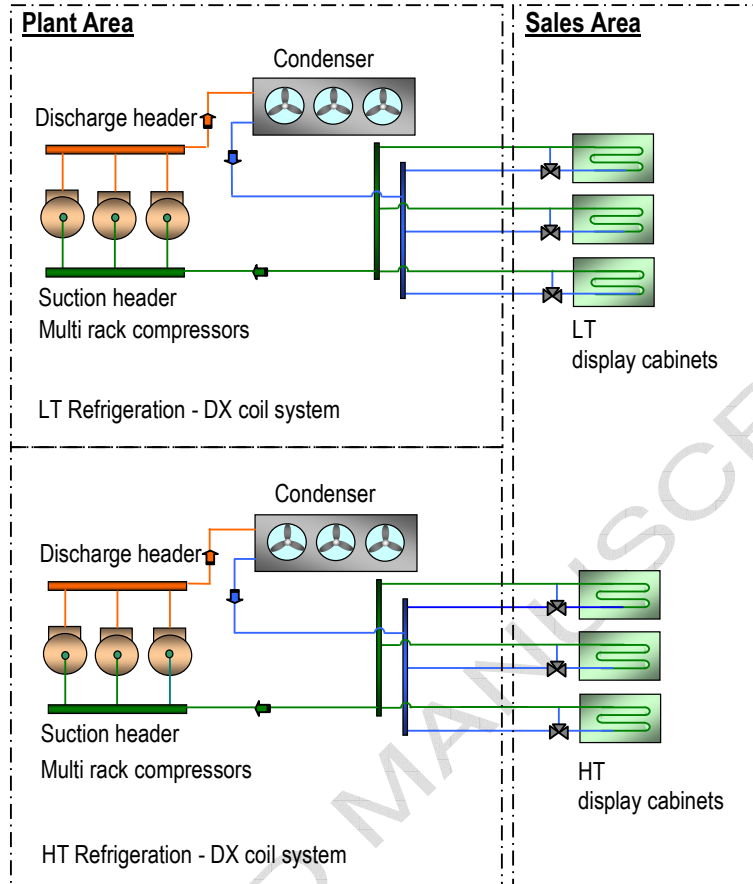 Plant Area
Sales Area
Condenser
Discharge header
Suction header
Multi rack compressors
LT
display cabinets
LT Refrigeration - DX coil system
Condenser
Discharge header
Suction header
Multi rack compressors
HT
display cabinets
HT Refrigeration - DX coil system
D MANUSCR